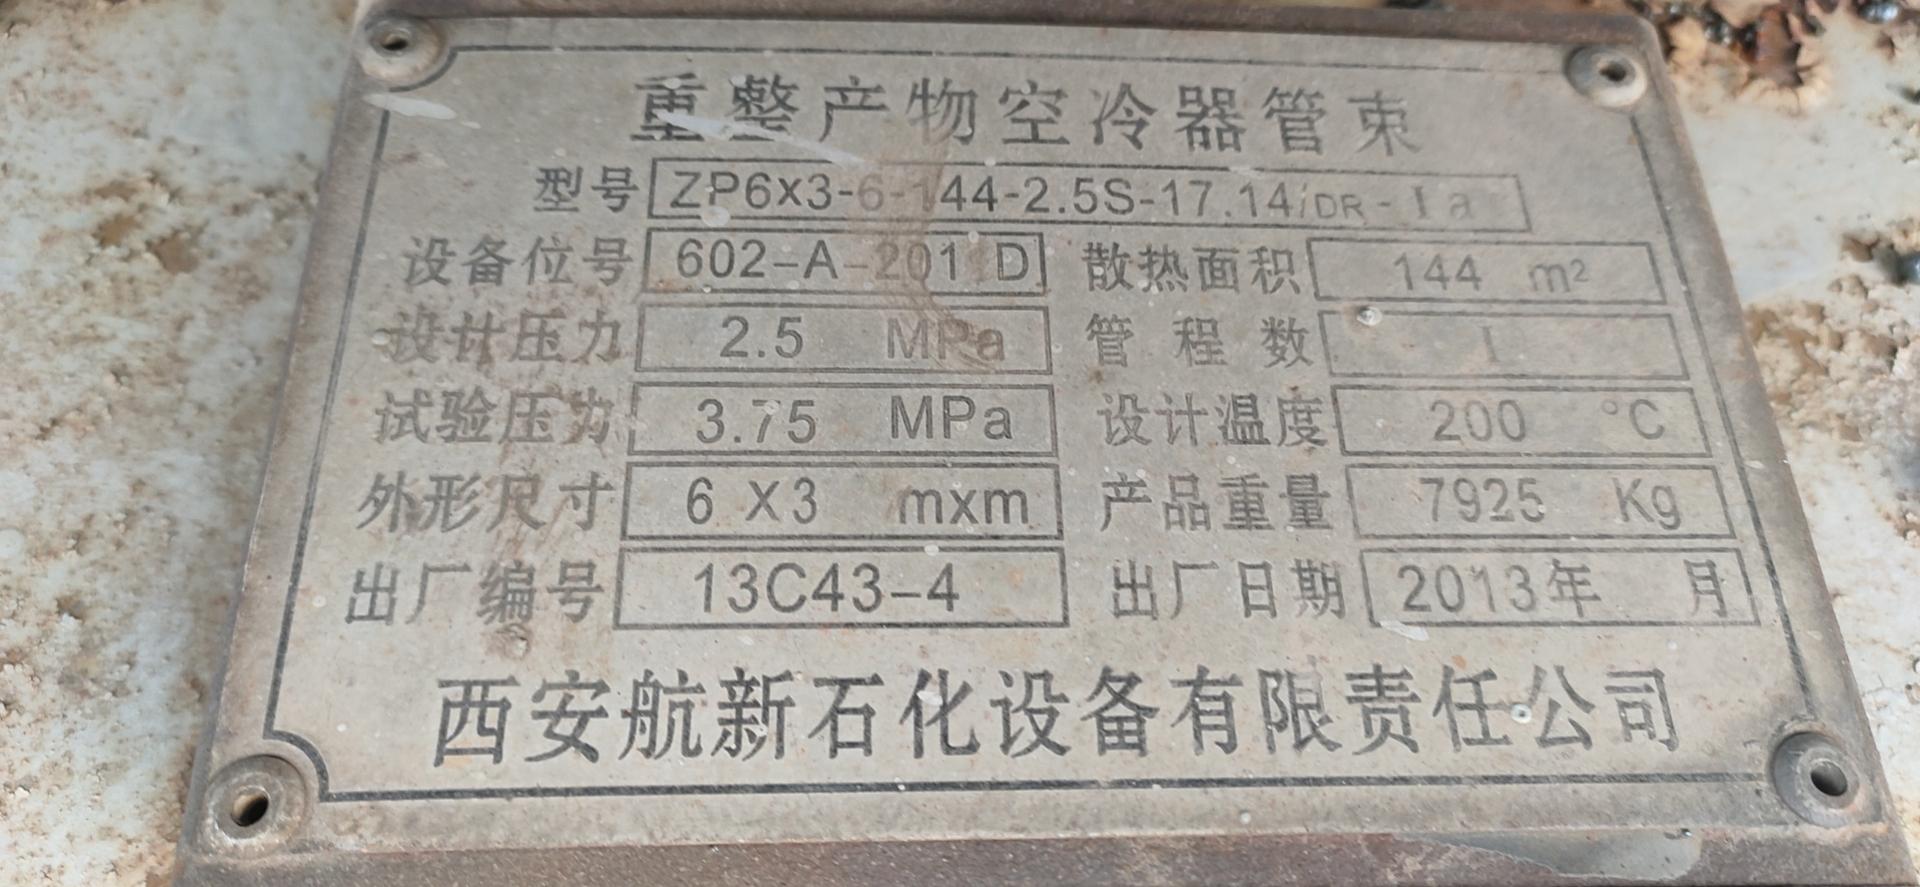 重整产物空冷器管束
型号 ZP6x3-6-144-2.5S-17.14/DR-Ⅰa
设备位号 602-A-201 D 散热面积 144 m²
设计压力 2.5 MPa 管程数 I
试验压力 3.75 MPa 设计温度 200 °C
外形尺寸 6 X3 mxm 产品重量 7925 Kg
出厂编号 13C43-4 出厂日期 2013年 月
西安航新石化设备有限责任公司